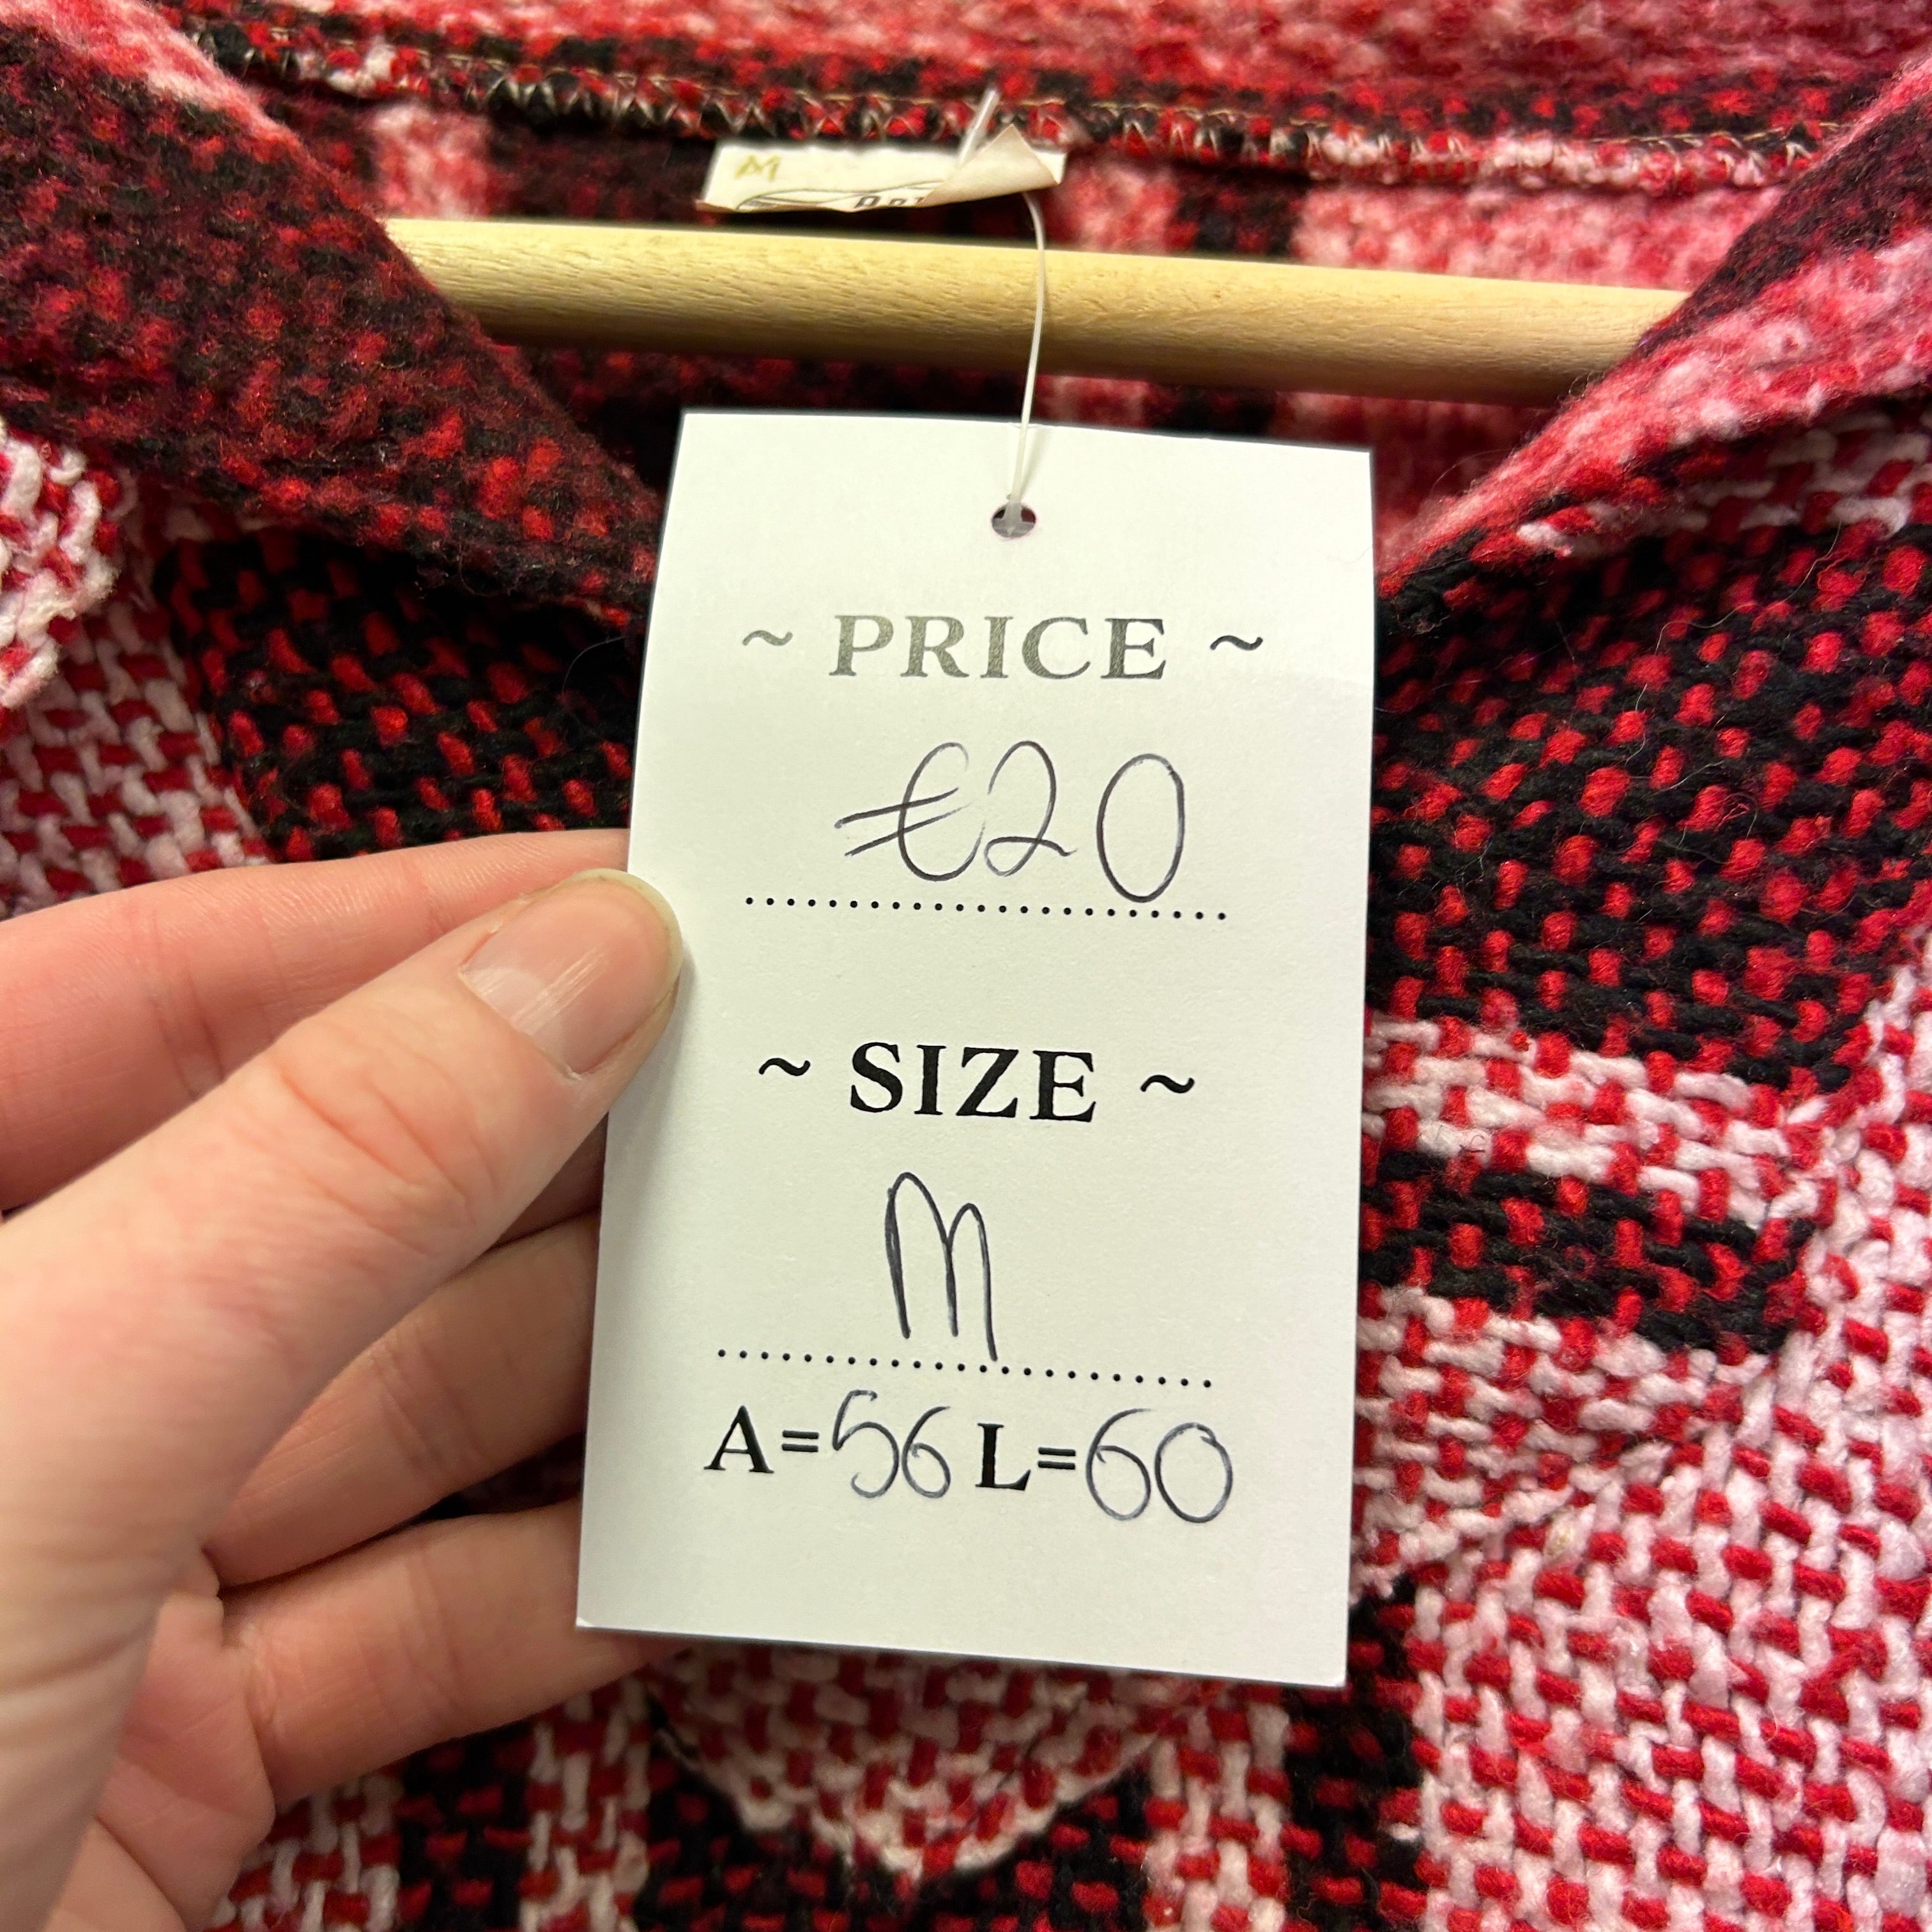 M
~ PRICE ~
€20
~ SIZE ~
M
A=56 L=60